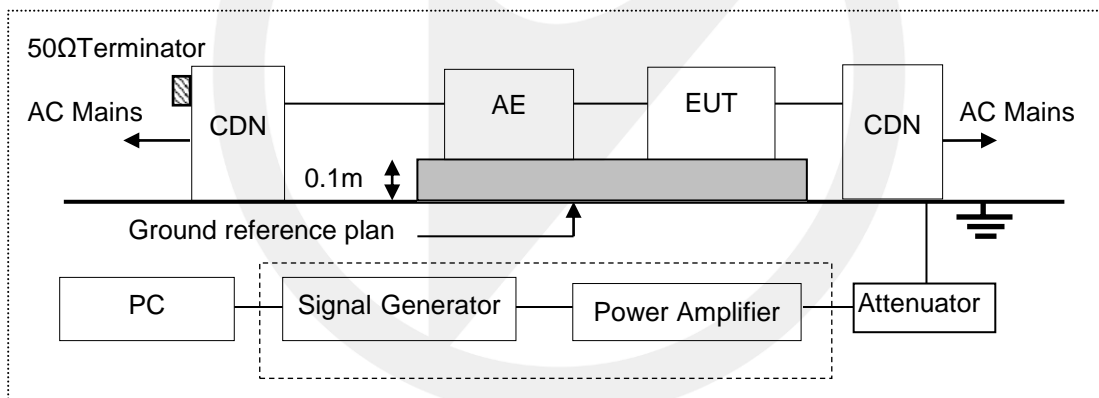 50ΩTerminator
AC Mains
CDN
AE
EUT
CDN
AC Mains
0.1m
Ground reference plan
PC
Signal Generator
Power Amplifier
Attenuator